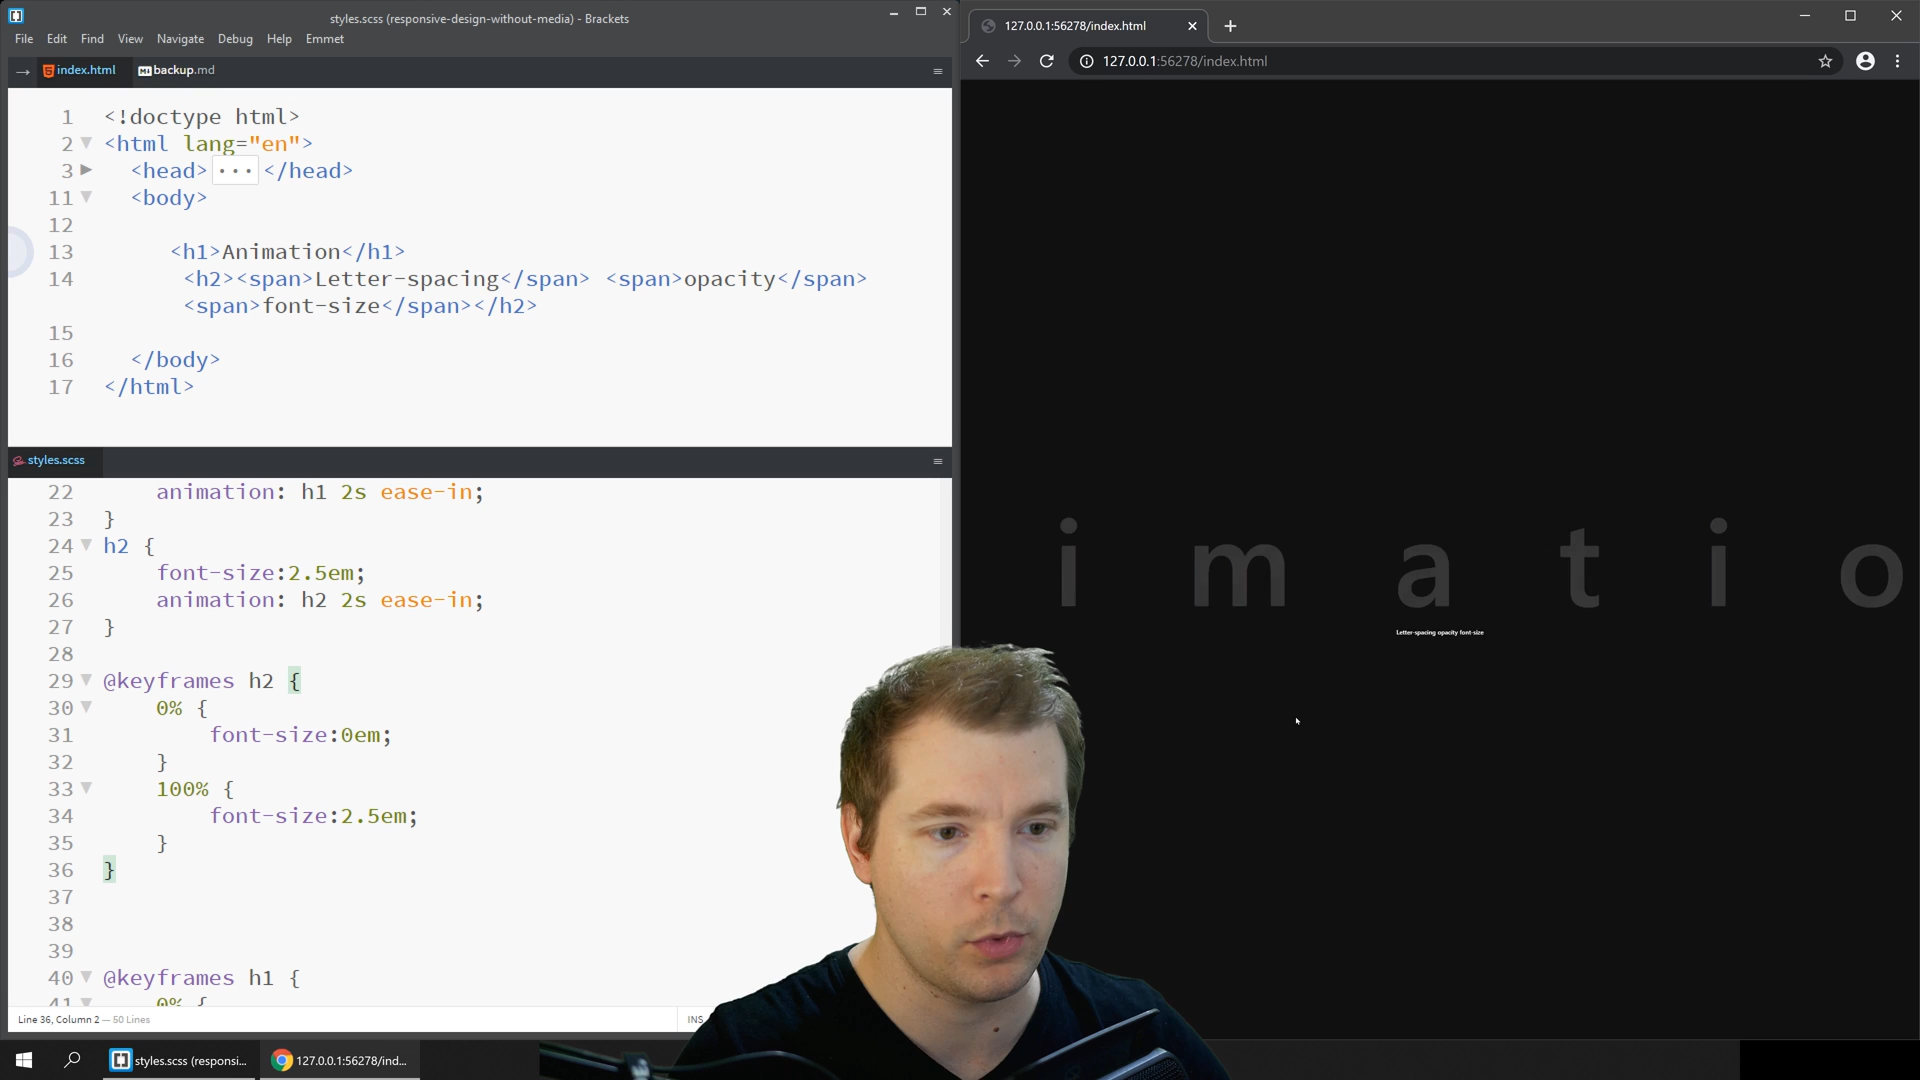 styles.scss (responsive-design-without-media) - Brackets
File Edit Find View Navigate Debug Help Emmet
index.html backup.md
1 <!doctype html>
2 <html lang="en">
3 <head> ••• </head>
11 <body>
12
13 <h1>Animation</h1>
14 <h2><span>Letter-spacing</span> <span>opacity</span>
<span>font-size</span></h2>
15
16 </body>
17 </html>
styles.scss
22 animation: h1 2s ease-in;
23 }
24 h2 {
25 font-size:2.5em;
26 animation: h2 2s ease-in;
27 }
28
29 @keyframes h2 {
30 0% {
31 font-size:0em;
32 }
33 100% {
34 font-size:2.5em;
35 }
36 }
37
38
39
40 @keyframes h1 {
41 0% {
Line 36, Column 2 — 50 Lines
INS
styles.scss (responsi...
127.0.0.1:56278/ind...
127.0.0.1:56278/index.html
127.0.0.1:56278/index.html
i m a t i o
Letter-spacing opacity font-size